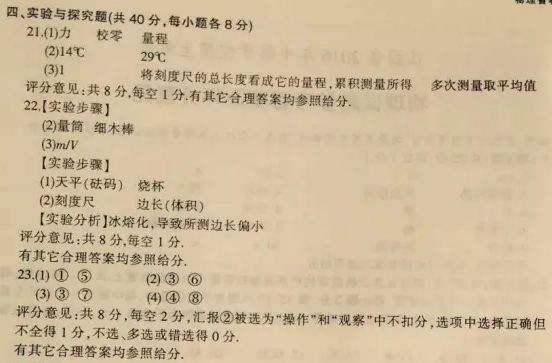 四、实验与探究题(共40分,每小题各8分)
21.(1)力 校零 量程
(2)14℃ 29℃
(3)1 将刻度尺的总长度看成它的量程,累积测量所得 多次测量取平均值
评分意见:共8分,每空1分.有其它合理答案均参照给分.
22.【实验步骤】
(2)量筒 细木棒
(3)m/V
【实验步骤】
(1)天平(砝码) 烧杯
(2)刻度尺 边长(体积)
【实验分析】冰熔化,导致所测边长偏小
评分意见:共8分,每空1分.
有其它合理答案均参照给分.
23.(1) ① ⑤ (2) ③ ⑥
(3) ③ ⑦ (4) ④ ⑧
评分意见:共8分,每空2分,汇报②被选为“操作”和“观察”中不扣分,选项中选择正确但
不全得1分,不选、多选或错选得0分.
有其它合理答案均参照给分.